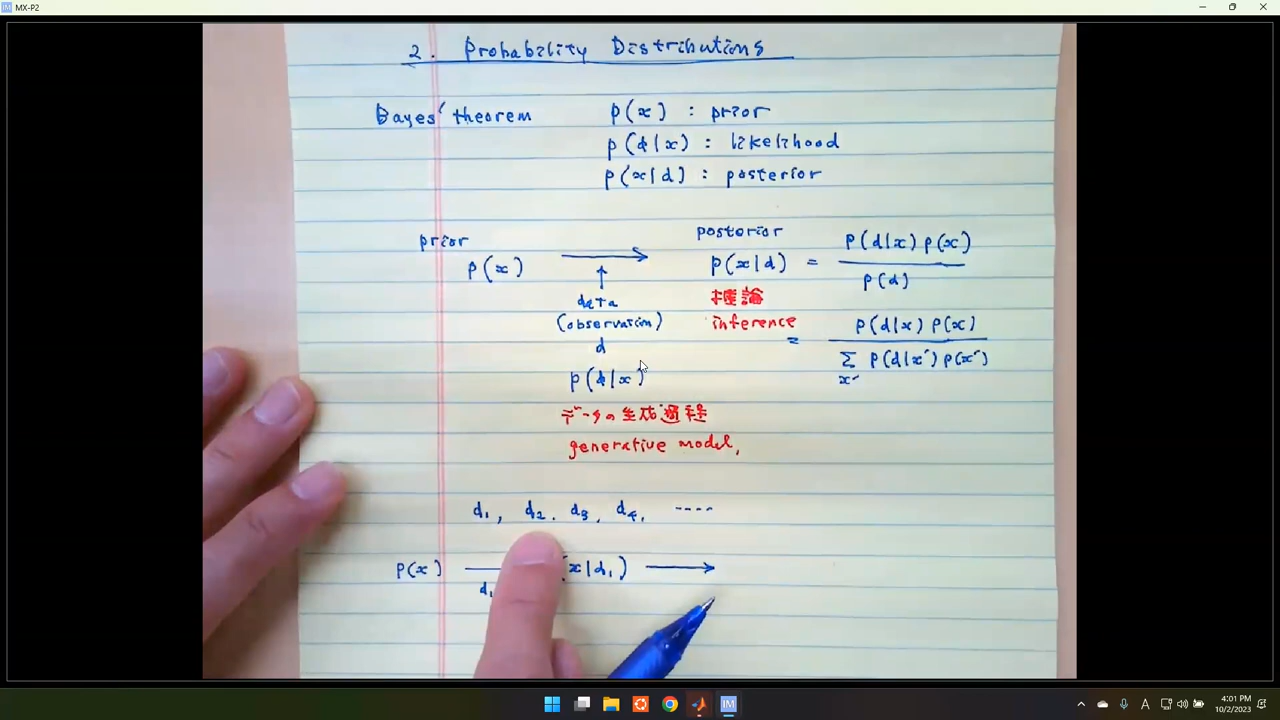 MX-P2
2. Probability Distributions
Bayes' theorem p(x) : prior
p(d|x) : likelihood
p(x|d) : posterior
prior posterior
p(x) → p(x|d) = p(d|x) p(x) / p(d)
↑
data 推論
(observation) inference
d = p(d|x) p(x) / Σx' p(d|x') p(x')
p(d|x)
データの生成過程
generative model,
d1, d2, d3, d4, ····
p(x) (x|d1) →
d1
4:01 PM
10/2/2023